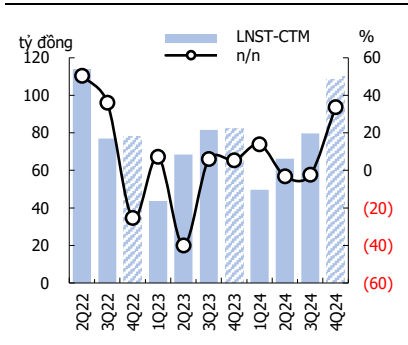 tỷ đồng
LNST-CTM
n/n
%
120
100
80
60
40
20
0
60
40
20
0
(20)
(40)
(60)
2Q22
3Q22
4Q22
1Q23
2Q23
3Q23
4Q23
1Q24
2Q24
3Q24
4Q24